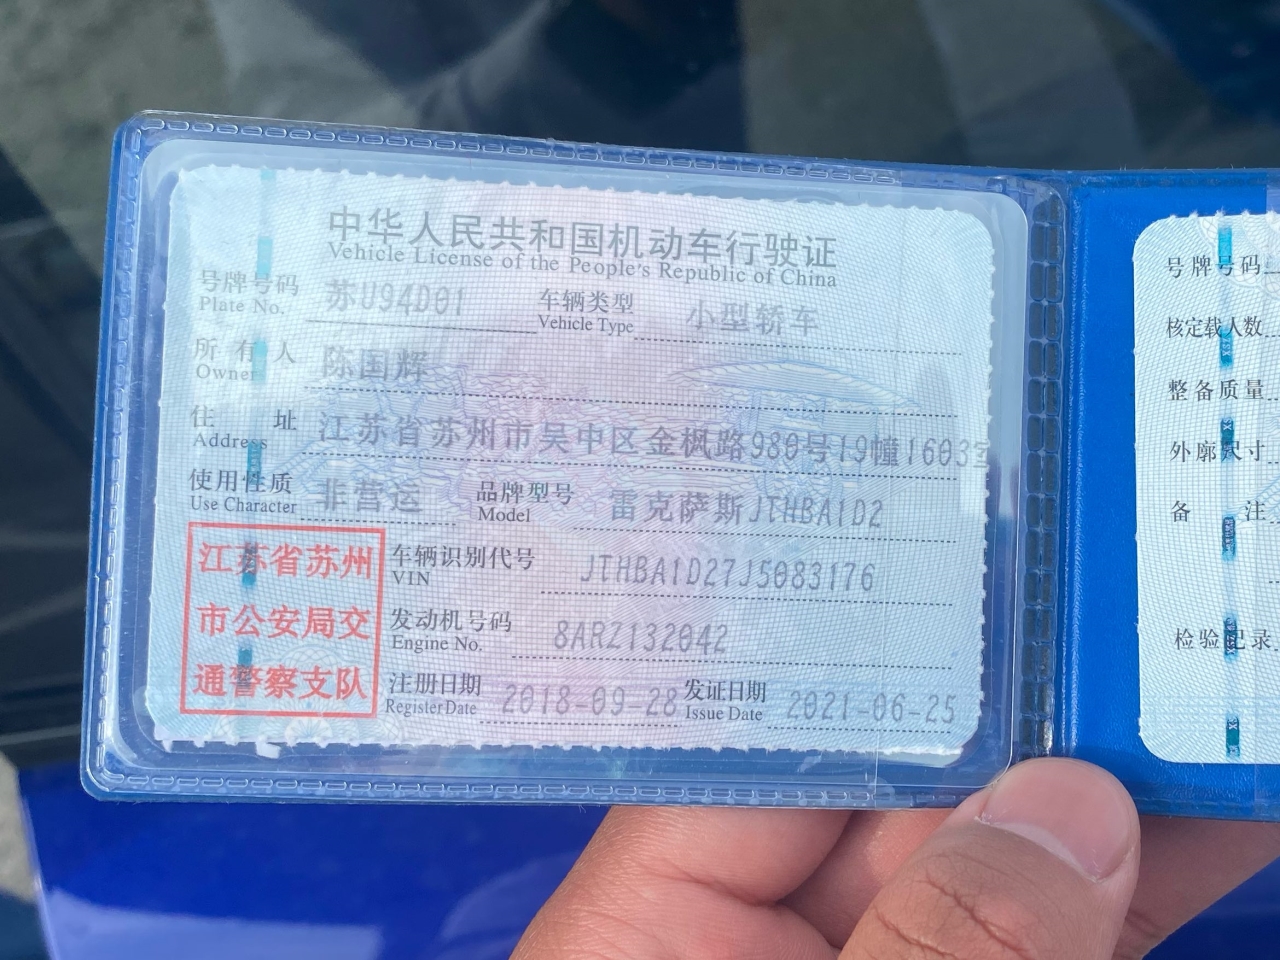 中华人民共和国机动车行驶证
Vehicle License of the People's Republic of China
号牌号码 苏U94D01 车辆类型 小型轿车
Plate No. Vehicle Type
所有人 陈国辉
Owner
住址 江苏省苏州市吴中区金枫路980号19幢1603室
Address
使用性质 非营运 品牌型号 雷克萨斯JTHBA1D2
Use Character Model
江苏省苏州
市公安局交
通警察支队
车辆识别代号 JTHBA1D27J5083176
VIN
发动机号码 8ARZ132042
Engine No.
注册日期 2018-09-28 发证日期 2021-06-25
Register Date Issue Date
号牌号码
核定载人数
整备质量
外廓尺寸
备注
检验记录